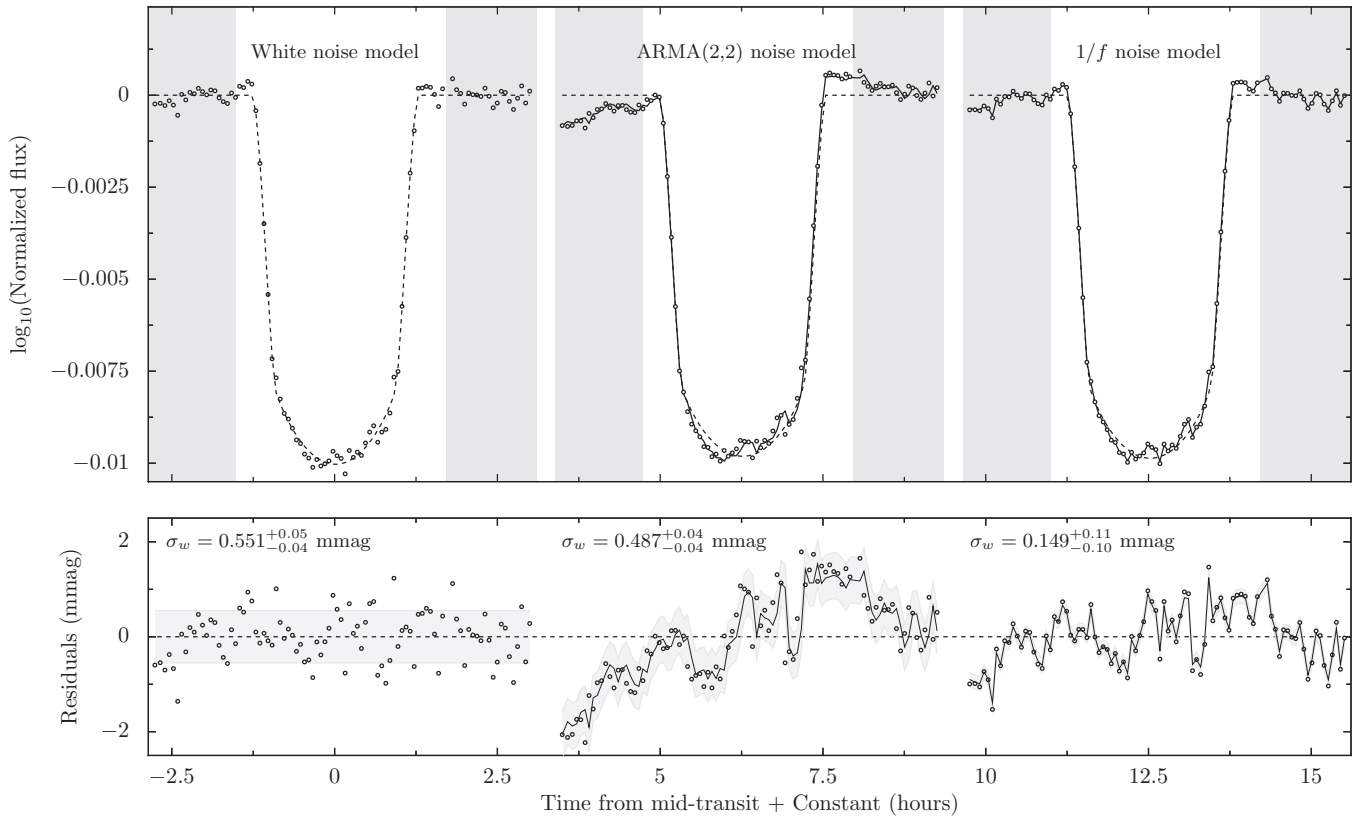 White noise model ARMA(2,2) noise model 1/f noise model
log₁₀(Normalized flux)
0
−0.0025
−0.005
−0.0075
−0.01
σ_w = 0.551^{+0.05}_{−0.04} mmag σ_w = 0.487^{+0.04}_{−0.04} mmag σ_w = 0.149^{+0.11}_{−0.10} mmag
Residuals (mmag)
2
0
−2
−2.5 0 2.5 5 7.5 10 12.5 15
Time from mid-transit + Constant (hours)